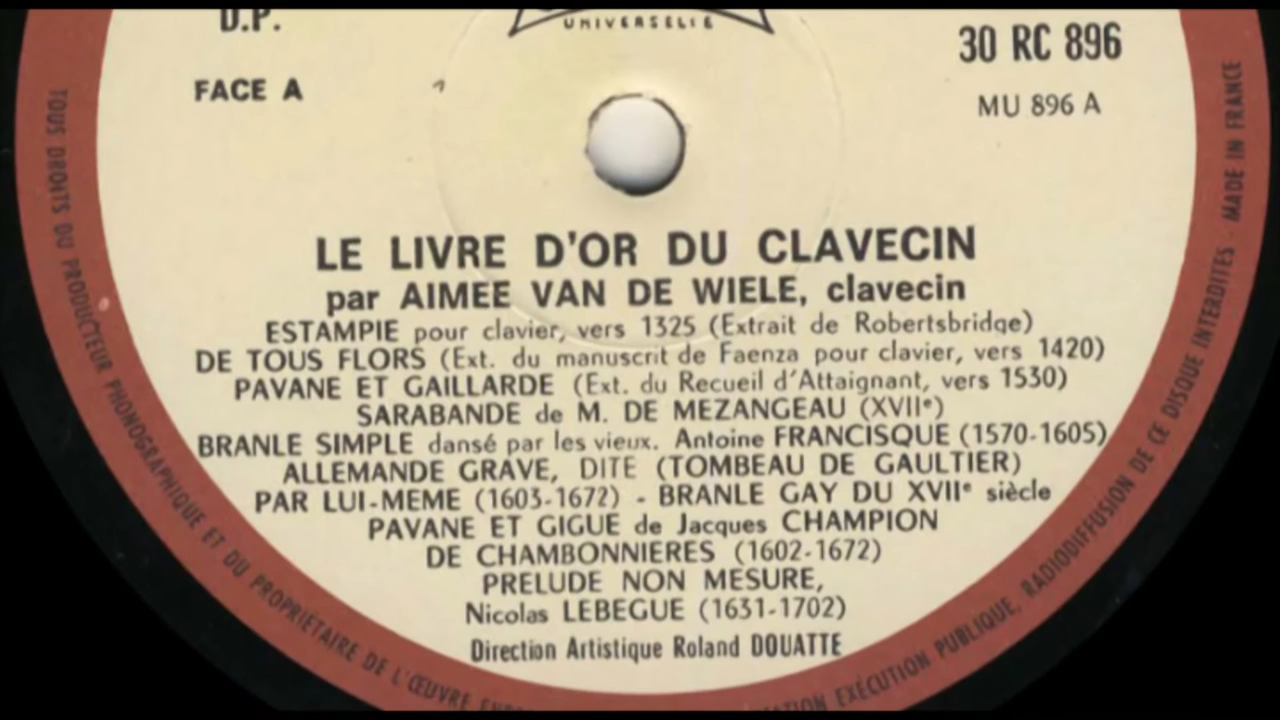 D.P.
UNIVERSELLE
30 RC 896
FACE A
MU 896 A
LE LIVRE D'OR DU CLAVECIN
par AIMEE VAN DE WIELE, clavecin
ESTAMPIE pour clavier, vers 1325 (Extrait de Robertsbridge)
DE TOUS FLORS (Ext. du manuscrit de Faenza pour clavier, vers 1420)
PAVANE ET GAILLARDE (Ext. du Recueil d'Attaignant, vers 1530)
SARABANDE de M. DE MEZANGEAU (XVIIe)
BRANLE SIMPLE dansé par les vieux. Antoine FRANCISQUE (1570-1605)
ALLEMANDE GRAVE, DITE (TOMBEAU DE GAULTIER)
PAR LUI-MEME (1603-1672) - BRANLE GAY DU XVIIe siècle
PAVANE ET GIGUE de Jacques CHAMPION
DE CHAMBONNIERES (1602-1672)
PRELUDE NON MESURE,
Nicolas LEBEGUE (1631-1702)
Direction Artistique Roland DOUATTE
TOUS DROITS DU PRODUCTEUR PHONOGRAPHIQUE ET DU PROPRIÉTAIRE DE L'ŒUVRE
EXÉCUTION PUBLIQUE, RADIODIFFUSION DE CE DISQUE INTERDITES - MADE IN FRANCE